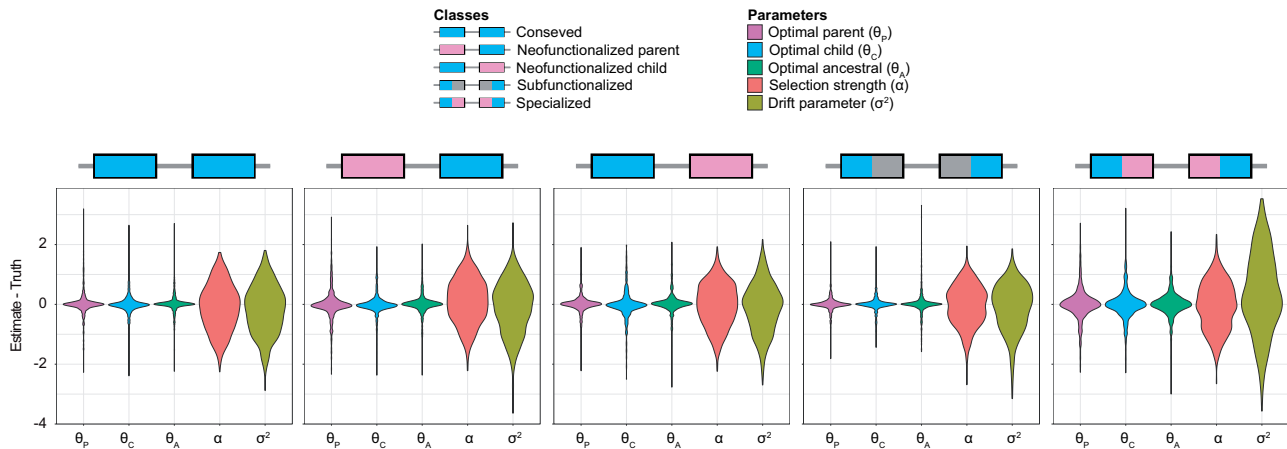 Classes
Conseved
Neofunctionalized parent
Neofunctionalized child
Subfunctionalized
Specialized
Parameters
Optimal parent (θP)
Optimal child (θC)
Optimal ancestral (θA)
Selection strength (α)
Drift parameter (σ²)
Estimate - Truth
2
0
-2
-4
θP θC θA α σ²
θP θC θA α σ²
θP θC θA α σ²
θP θC θA α σ²
θP θC θA α σ²